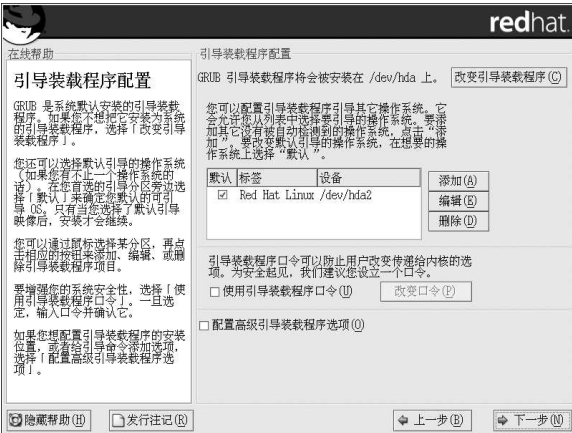 redhat.
在线帮助
引导装载程序配置
GRUB 是系统默认安装的引导装载
程序。如果您不想把它安装为系统
的引导装载程序，选择「改变引导
装载程序」。
您还可以选择默认引导的操作系统
（如果您有不止一个操作系统的
话）。在您首选的引导分区旁边选
择「默认」来确定您默认的可引
导 OS。只有当您选择了默认引导
映像后，安装才会继续。
您可以通过鼠标选择某分区，再点
击相应的按钮来添加、编辑、或删
除引导装载程序项目。
要增强您的系统安全性，选择「使
用引导装载程序口令」。一旦选
定，输入口令并确认它。
如果您想配置引导装载程序的安装
位置，或者给引导命令添加选项，
选择「配置高级引导装载程序选
项」。
引导装载程序配置
GRUB 引导装载程序将会被安装在 /dev/hda 上。 改变引导装载程序(C)
您可以配置引导装载程序引导其它操作系统。它
会允许您从列表中选择要引导的操作系统。要添
加其它没有被自动检测到的操作系统，点击“添
加”。要改变默认引导的操作系统，在想要的操
作系统上选择“默认”。
默认 标签 设备
Red Hat Linux /dev/hda2
添加(A)
编辑(E)
删除(D)
引导装载程序口令可以防止用户改变传递给内核的选
项。为安全起见，我们建议您设立一个口令。
使用引导装载程序口令(U) 改变口令(P)
配置高级引导装载程序选项(O)
隐藏帮助(H) 发行注记(R) 上一步(B) 下一步(N)